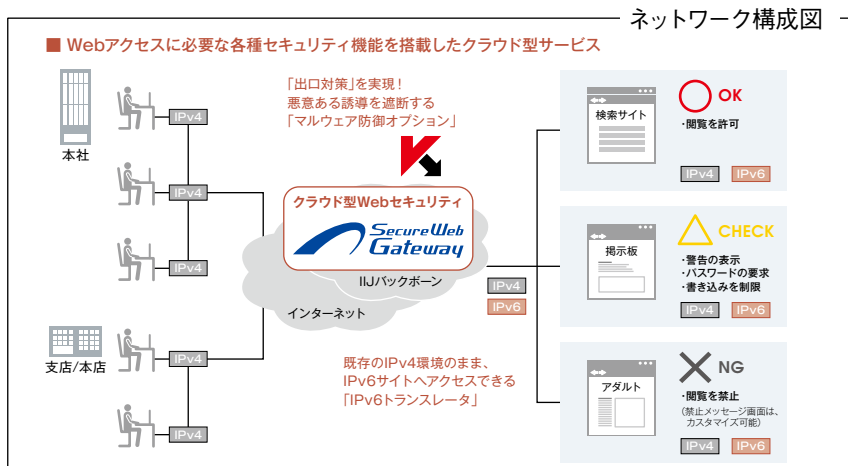 ネットワーク構成図
■ Webアクセスに必要な各種セキュリティ機能を搭載したクラウド型サービス
本社
IPv4
IPv4
IPv4
支店/本店
IPv4
IPv4
「出口対策」を実現!
悪意ある誘導を遮断する
「マルウェア防御オプション」
クラウド型Webセキュリティ
SecureWeb
Gateway
IIJバックボーン
インターネット
IPv4
IPv6
既存のIPv4環境のまま、
IPv6サイトへアクセスできる
「IPv6トランスレータ」
検索サイト
OK
・閲覧を許可
IPv4 IPv6
掲示板
CHECK
・警告の表示
・パスワードの要求
・書き込みを制限
IPv4 IPv6
アダルト
NG
・閲覧を禁止
(禁止メッセージ画面は、
カスタマイズ可能)
IPv4 IPv6